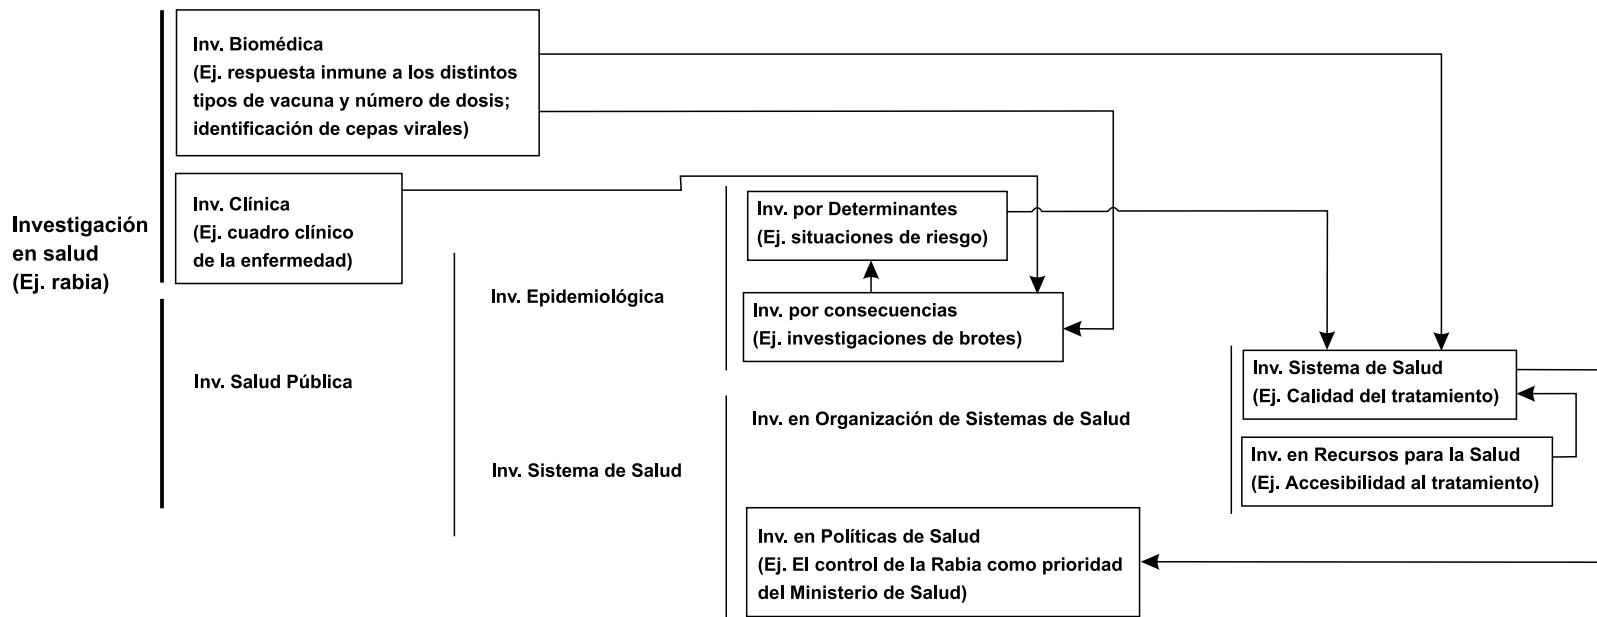 Investigación
en salud
(Ej. rabia)
Inv. Biomédica
(Ej. respuesta inmune a los distintos
tipos de vacuna y número de dosis;
identificación de cepas virales)
Inv. Clínica
(Ej. cuadro clínico
de la enfermedad)
Inv. Salud Pública
Inv. Epidemiológica
Inv. Sistema de Salud
Inv. por Determinantes
(Ej. situaciones de riesgo)
Inv. por consecuencias
(Ej. investigaciones de brotes)
Inv. en Organización de Sistemas de Salud
Inv. en Políticas de Salud
(Ej. El control de la Rabia como prioridad
del Ministerio de Salud)
Inv. Sistema de Salud
(Ej. Calidad del tratamiento)
Inv. en Recursos para la Salud
(Ej. Accesibilidad al tratamiento)